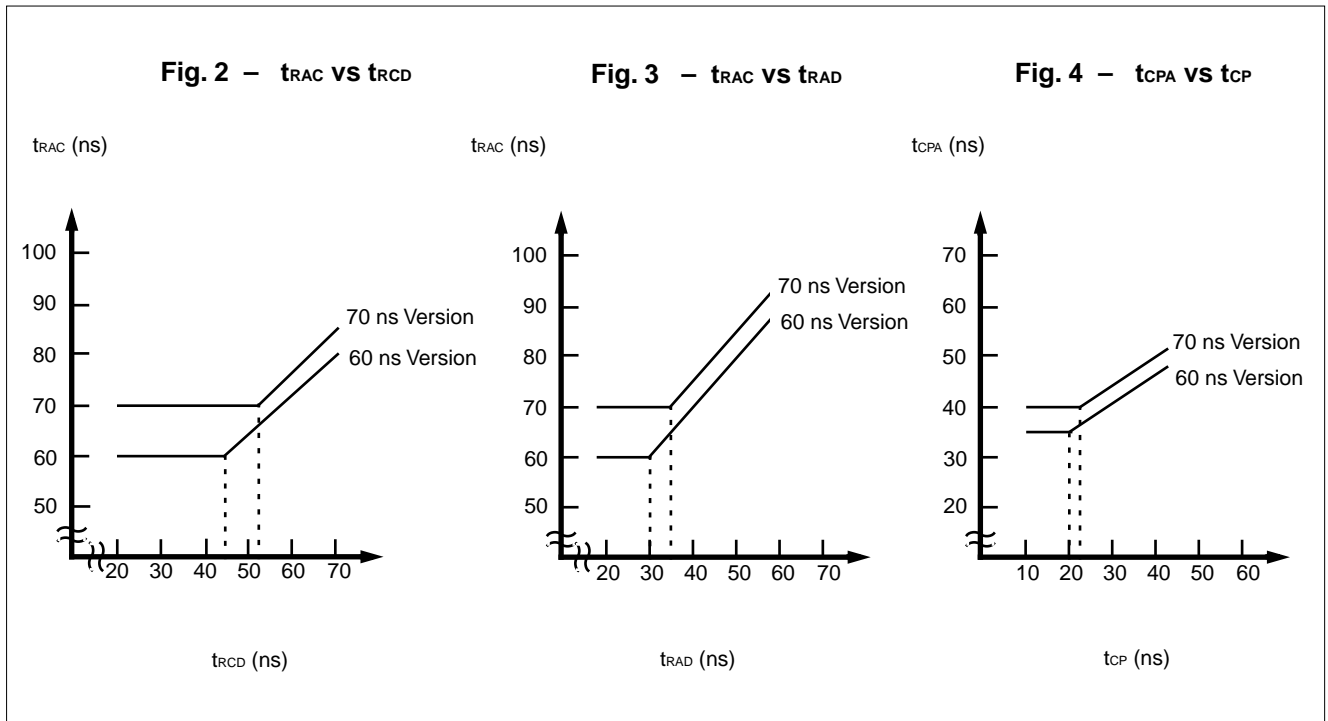 Fig. 2 – tRAC vs tRCD
tRAC (ns)
100
90
80
70
60
50
70 ns Version
60 ns Version
20 30 40 50 60 70
tRCD (ns)
Fig. 3 – tRAC vs tRAD
tRAC (ns)
100
90
80
70
60
50
70 ns Version
60 ns Version
20 30 40 50 60 70
tRAD (ns)
Fig. 4 – tCPA vs tCP
tCPA (ns)
70
60
50
40
30
20
70 ns Version
60 ns Version
10 20 30 40 50 60
tCP (ns)